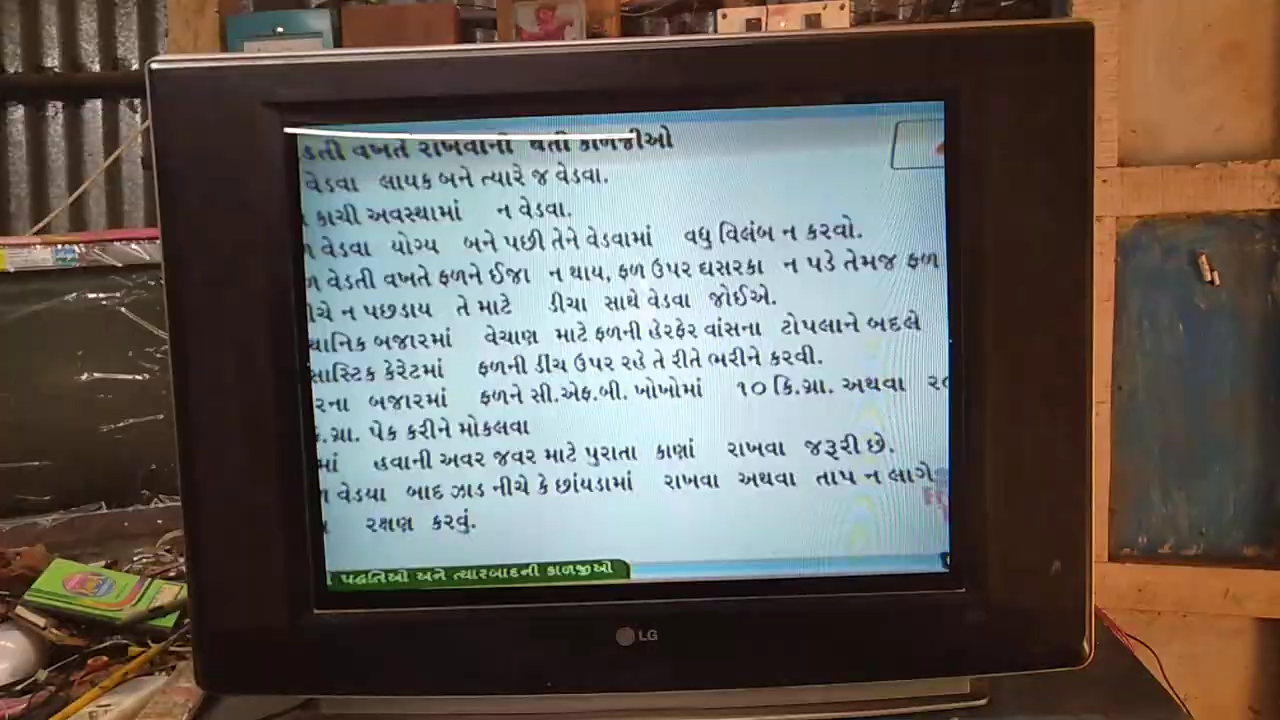 ડતી વખતે રાખવાની થતી કાળજીઓ
વેડવા લાયક બને ત્યારે જ વેડવા.
કાચી અવસ્થામાં ન વેડવા.
વેડવા યોગ્ય બને પછી તેને વેડવામાં વધુ વિલંબ ન કરવો.
વેડતી વખતે ફળને ઈજા ન થાય, ફળ ઉપર ઘસરકા ન પડે તેમજ ફળ
ચે ન પછડાય તે માટે ડીચા સાથે વેડવા જોઈએ.
થાનિક બજારમાં વેચાણ માટે ફળની હેરફેર વાંસના ટોપલાને બદલે
લાસ્ટિક કેરેટમાં ફળની ડીચ ઉપર રહે તે રીતે ભરીને કરવી.
રના બજારમાં ફળને સી.એફ.બી. ખોખોમાં ૧૦ કિ.ગ્રા. અથવા ૨૦
.ગ્રા. પેક કરીને મોકલવા
માં હવાની અવર જવર માટે પુરાતા કાણાં રાખવા જરૂરી છે.
વેડયા બાદ ઝાડ નીચે કે છાંયડામાં રાખવા અથવા તાપ ન લાગે
રક્ષણ કરવું.
પદ્ધતિઓ અને ત્યારબાદની કાળજીઓ
LG